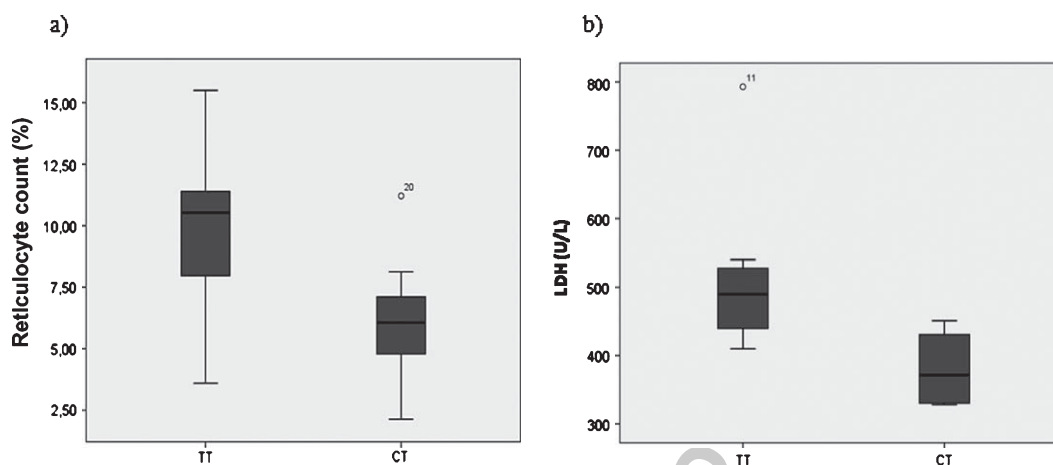 a)
Reticulocyte count (%)
15,00
12,50
10,00
7,50
5,00
2,50
20
TT
CT
b)
LDH (U/L)
800
700
600
500
400
300
11
TT
CT